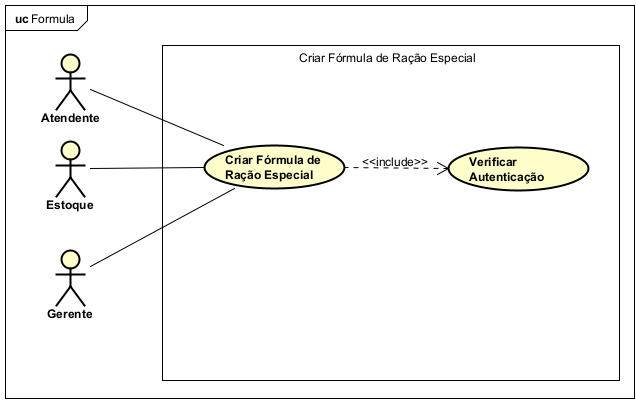 uc Formula
Criar Fórmula de Ração Especial
Atendente
Estoque
Gerente
Criar Fórmula de
Ração Especial
<<include>>
Verificar
Autenticação